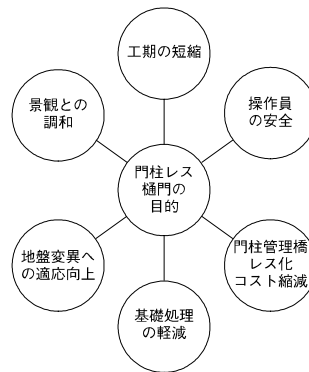 工期の短縮
景観との
調和
操作員
の安全
門柱レス
樋門の
目的
地盤変異へ
の適応向上
門柱管理橋
レス化
コスト縮減
基礎処理
の軽減